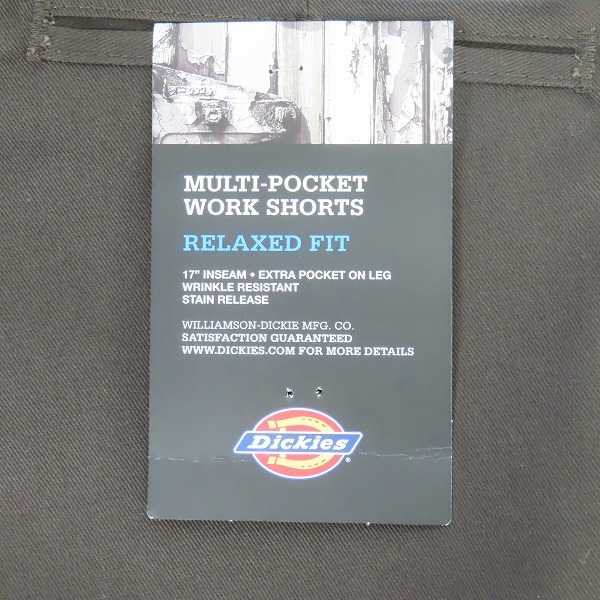 MULTI-POCKET
WORK SHORTS
RELAXED FIT
17" INSEAM • EXTRA POCKET ON LEG
WRINKLE RESISTANT
STAIN RELEASE
WILLIAMSON-DICKIE MFG. CO.
SATISFACTION GUARANTEED
WWW.DICKIES.COM FOR MORE DETAILS
Dickies®